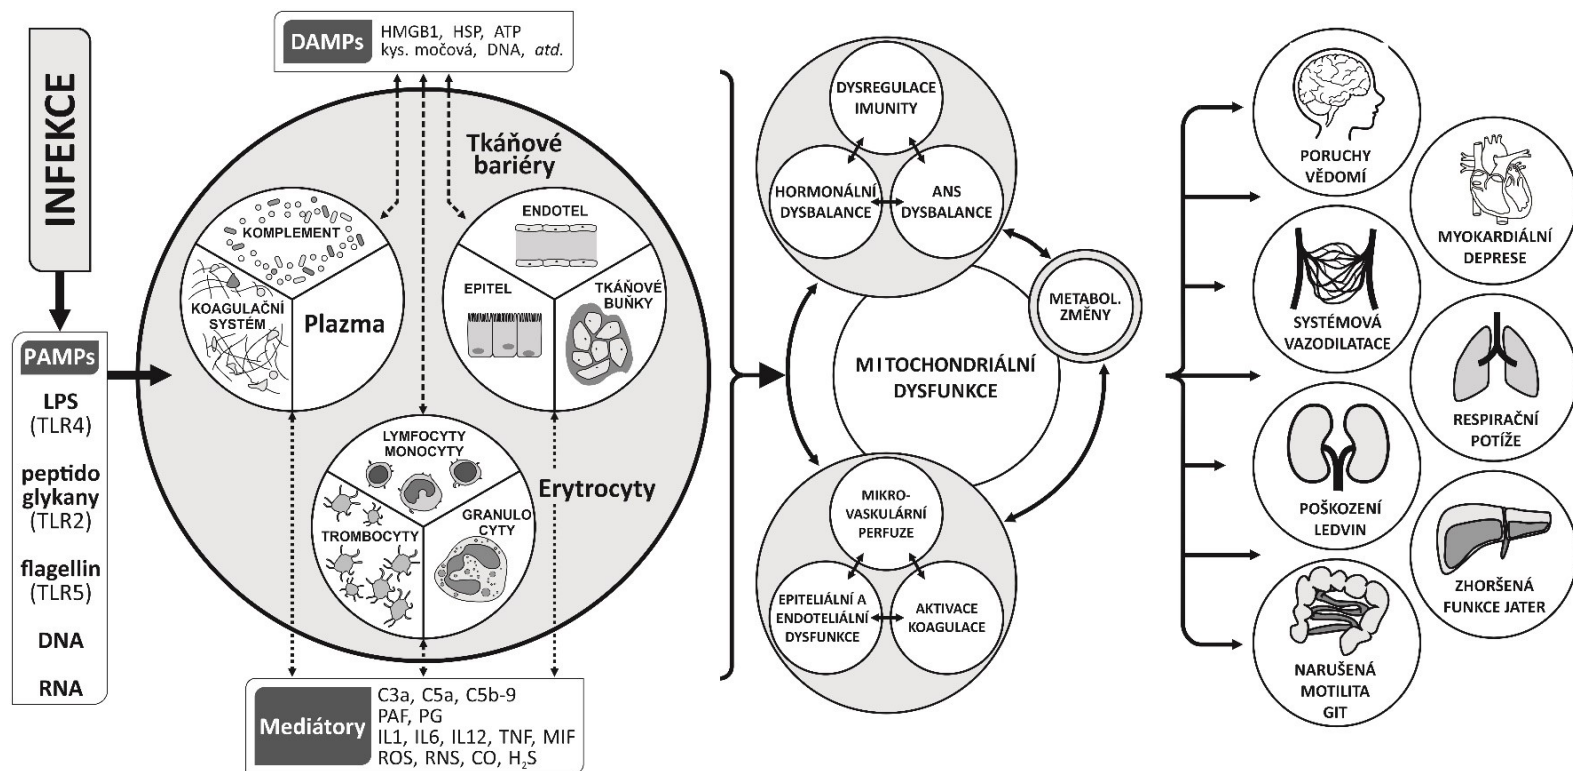 INFEKCE
PAMPs
LPS
(TLR4)
peptido
glykany
(TLR2)
flagellin
(TLR5)
DNA
RNA
DAMPs
HMGB1, HSP, ATP
kys. močová, DNA, atd.
Tkáňové
bariéry
KOMPLEMENT
KOAGULAČNÍ
SYSTÉM
Plazma
ENDOTEL
EPITEL
TKÁŇOVÉ
BUŇKY
LYMFOCYTY
MONOCYTY
TROMBOCYTY
GRANULO
CYTY
Erytrocyty
Mediátory
C3a, C5a, C5b-9
PAF, PG
IL1, IL6, IL12, TNF, MIF
ROS, RNS, CO, H₂S
DYSREGULACE
IMUNITY
HORMONÁLNÍ
DYSBALANCE
ANS
DYSBALANCE
METABOL.
ZMĚNY
MITOCHONDRIÁLNÍ
DYSFUNKCE
MIKRO-
VASKULÁRNÍ
PERFUZE
EPITELIÁLNÍ A
ENDOTELIÁLNÍ
DYSFUNKCE
AKTIVACE
KOAGULACE
PORUCHY
VĚDOMÍ
MYOKARDIÁLNÍ
DEPRESE
SYSTÉMOVÁ
VAZODILATACE
RESPIRAČNÍ
POTÍŽE
POŠKOZENÍ
LEDVIN
ZHORŠENÁ
FUNKCE JATER
NARUŠENÁ
MOTILITA
GIT